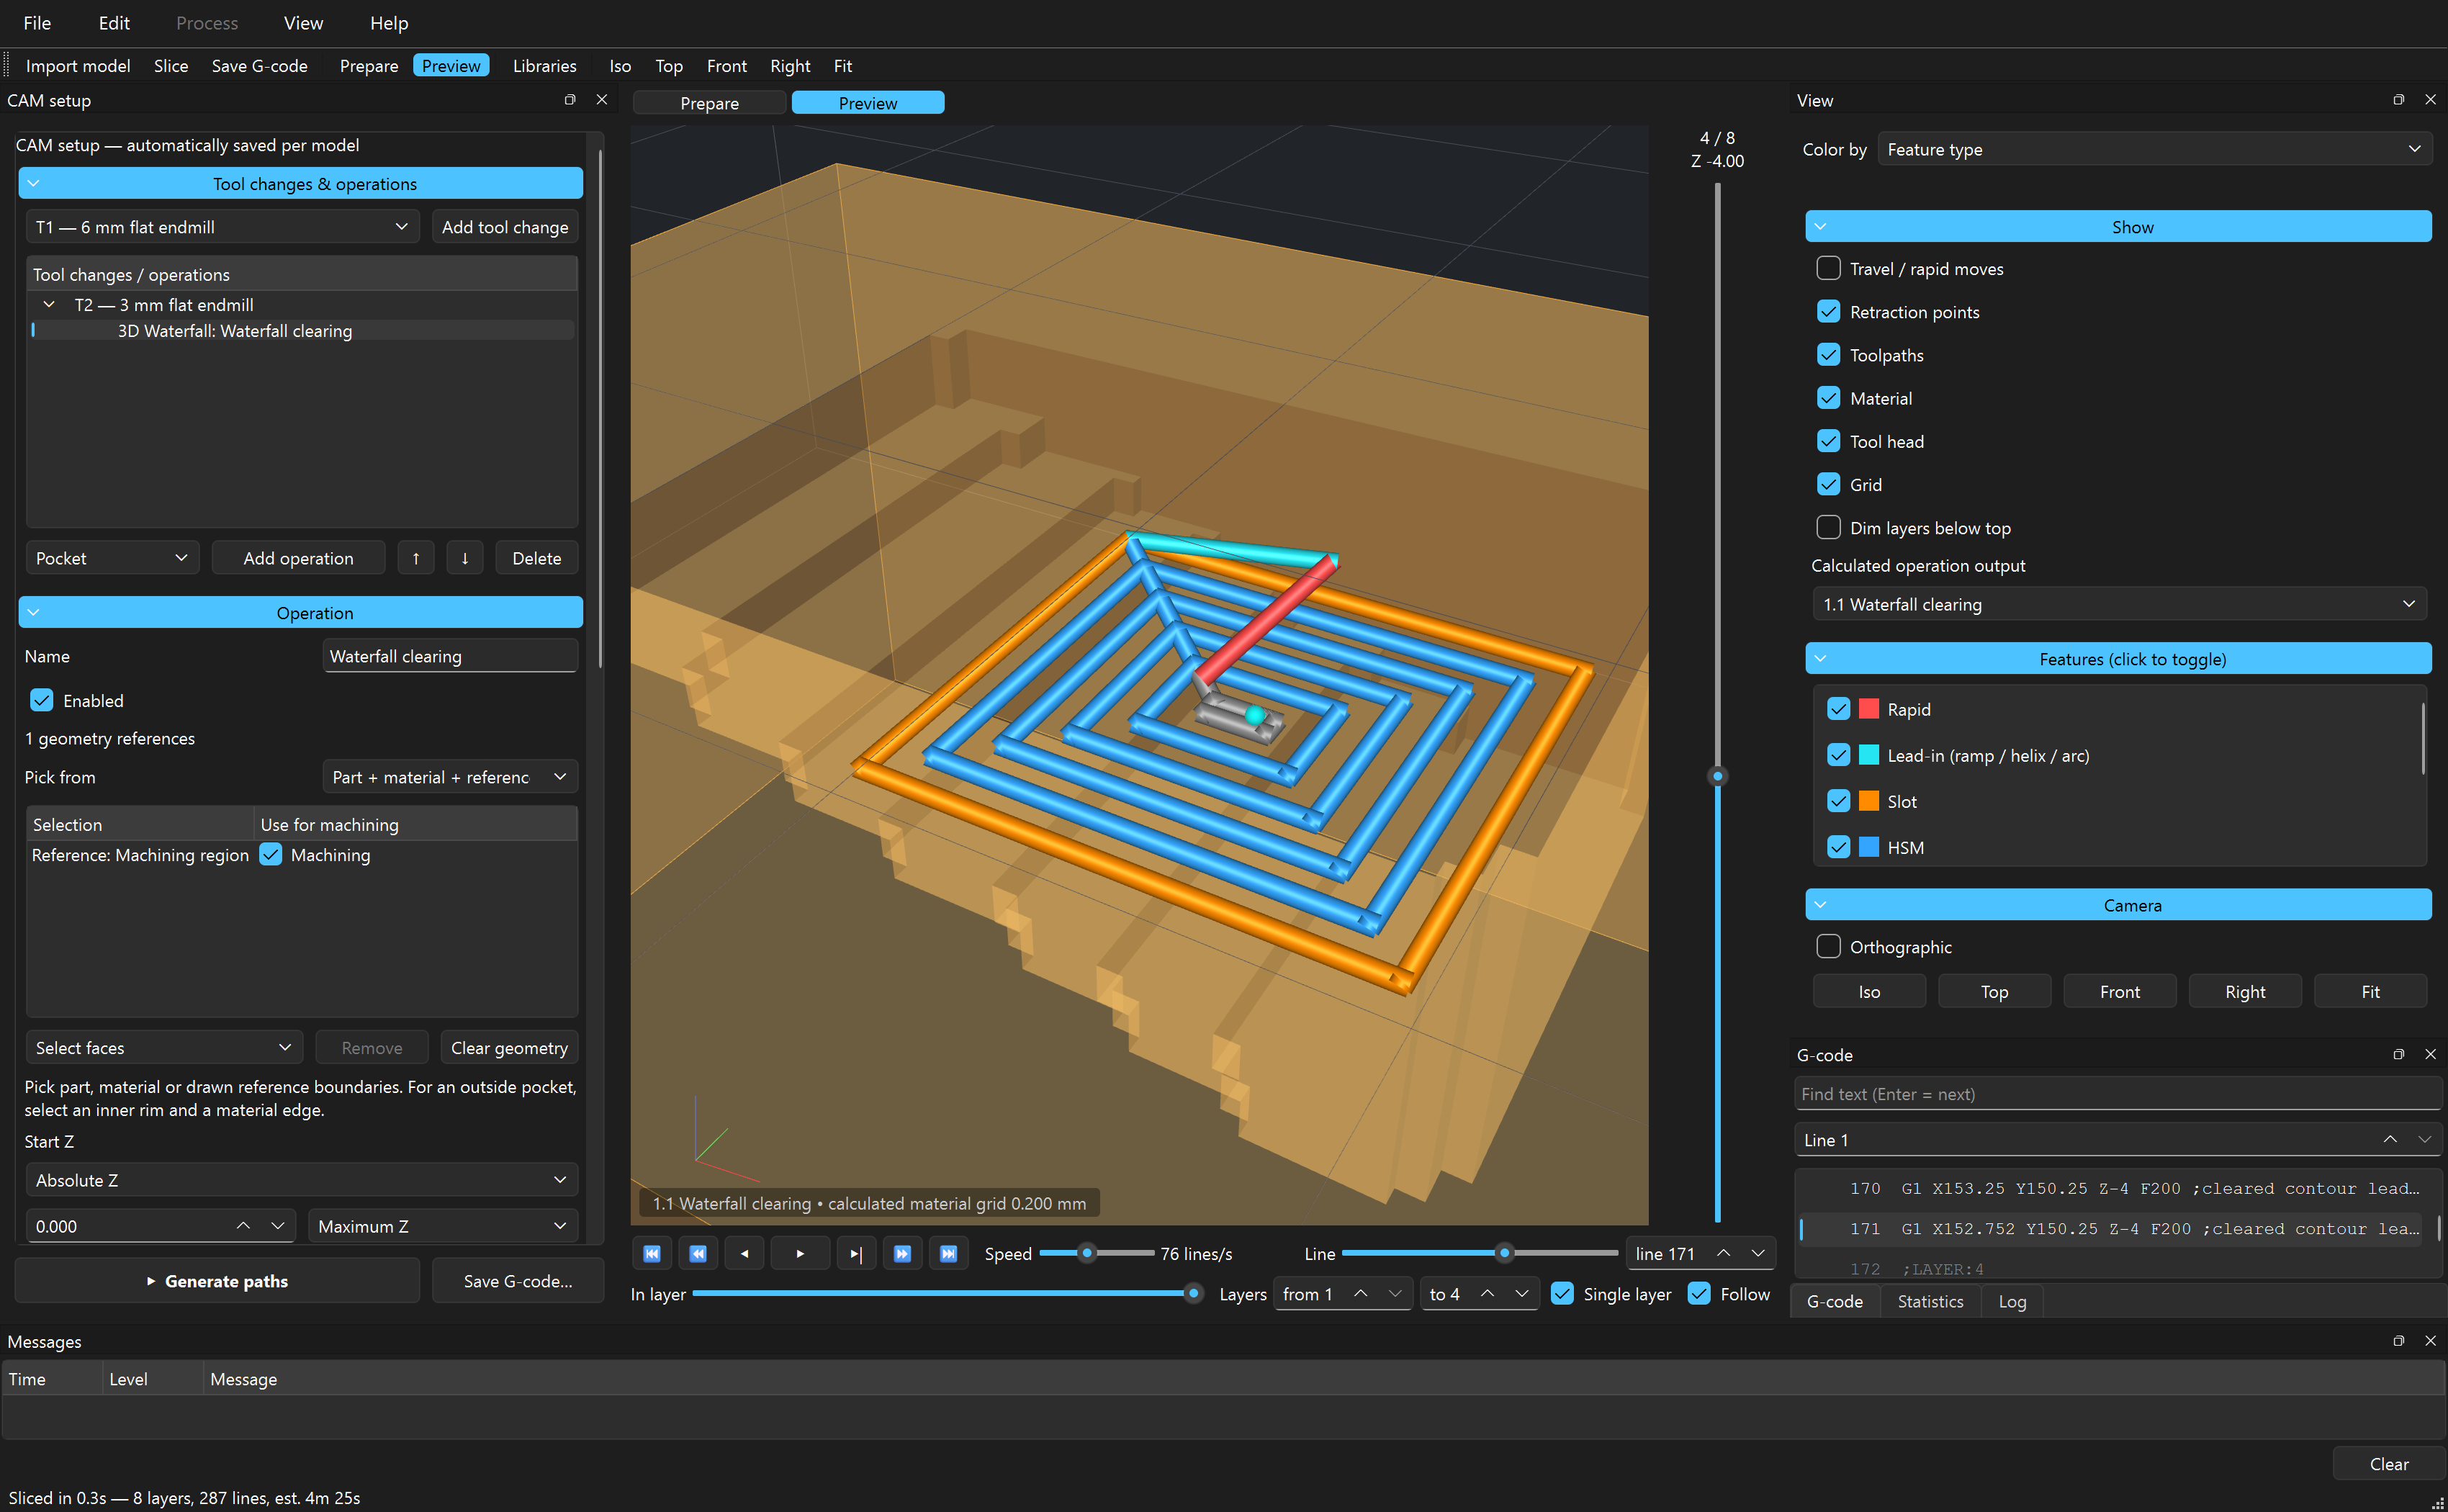 File Edit Process View Help
Import model Slice Save G-code Prepare Preview Libraries Iso Top Front Right Fit
CAM setup
CAM setup — automatically saved per model
Tool changes & operations
T1 — 6 mm flat endmill Add tool change
Tool changes / operations
T2 — 3 mm flat endmill
3D Waterfall: Waterfall clearing
Pocket Add operation ↑ ↓ Delete
Operation
Name Waterfall clearing
Enabled
1 geometry references
Pick from Part + material + referenc
Selection Use for machining
Reference: Machining region Machining
Select faces Remove Clear geometry
Pick part, material or drawn reference boundaries. For an outside pocket,
select an inner rim and a material edge.
Start Z
Absolute Z
0.000 Maximum Z
Generate paths Save G-code...
Prepare Preview
4 / 8
Z -4.00
1.1 Waterfall clearing • calculated material grid 0.200 mm
Speed 76 lines/s Line line 171
In layer Layers from 1 to 4 Single layer Follow
View
Color by Feature type
Show
Travel / rapid moves
Retraction points
Toolpaths
Material
Tool head
Grid
Dim layers below top
Calculated operation output
1.1 Waterfall clearing
Features (click to toggle)
Rapid
Lead-in (ramp / helix / arc)
Slot
HSM
Camera
Orthographic
Iso Top Front Right Fit
G-code
Find text (Enter = next)
Line 1
170 G1 X153.25 Y150.25 Z-4 F200 ;cleared contour lead...
171 G1 X152.752 Y150.25 Z-4 F200 ;cleared contour lea...
172 ;LAYER:4
G-code Statistics Log
Messages
Time Level Message
Clear
Sliced in 0.3s — 8 layers, 287 lines, est. 4m 25s